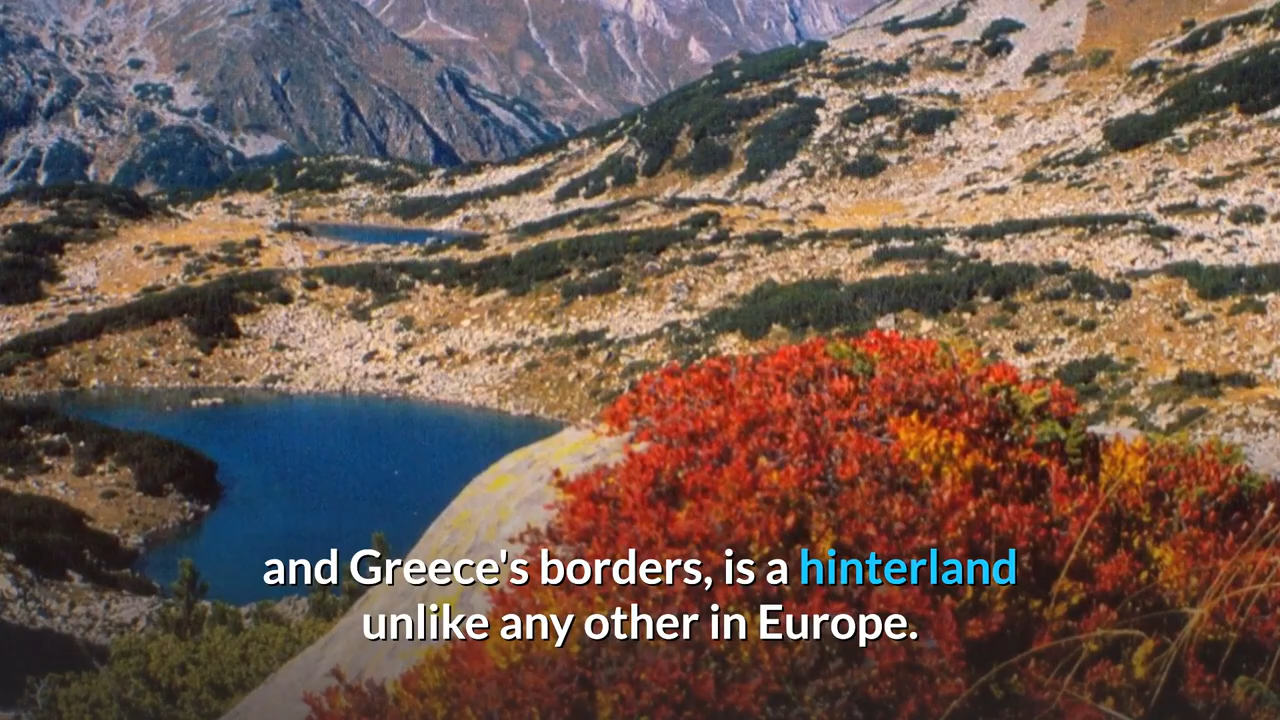 and Greece's borders, is a hinterland
unlike any other in Europe.